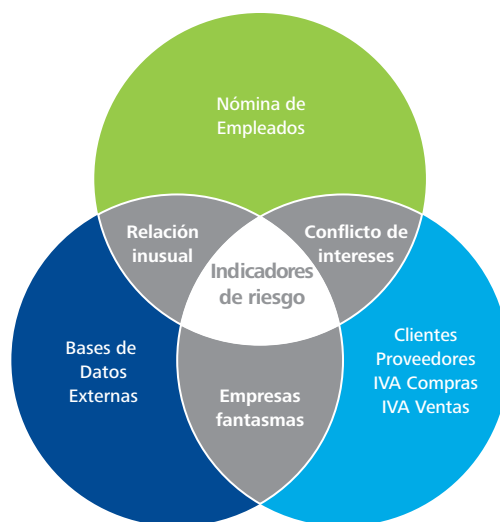 Nómina de
Empleados
Relación
inusual
Conflicto de
intereses
Indicadores
de riesgo
Bases de
Datos
Externas
Clientes
Proveedores
IVA Compras
IVA Ventas
Empresas
fantasmas